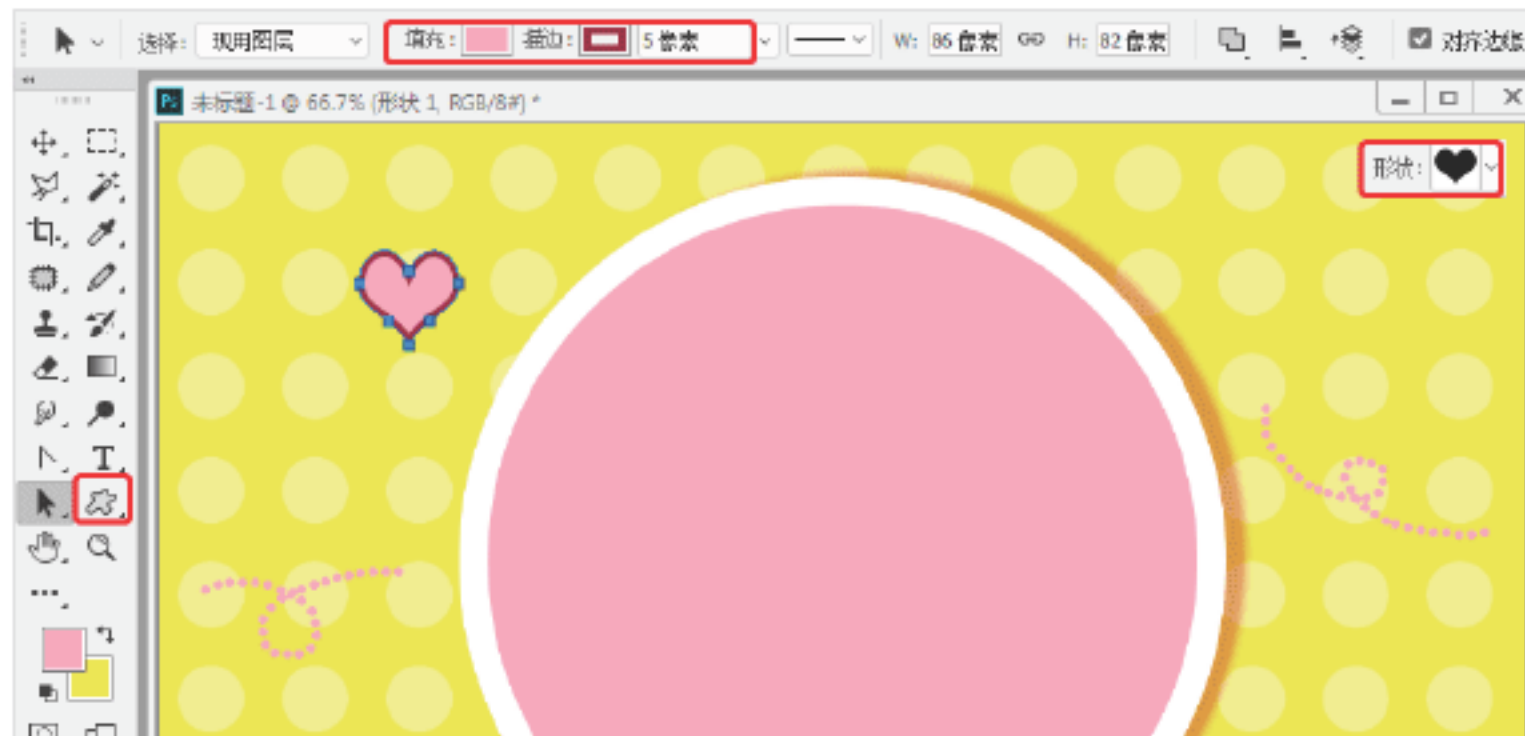 选择: 现用图层 填充: 描边: 5 像素 W: 86 像素 H: 82 像素 对齐边缘
Ps 未标题-1 @ 66.7% (形状 1, RGB/8#) *
形状:
T